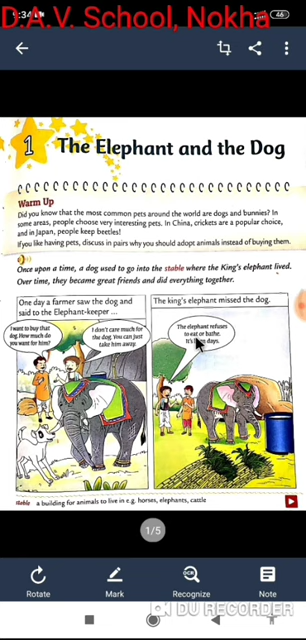 D.A.V. School, Nokha
:34
46
1 The Elephant and the Dog
Warm Up
Did you know that the most common pets around the world are dogs and bunnies? In
some areas, people choose very interesting pets. In China, crickets are a popular choice,
and in Japan, people keep beetles!
If you like having pets, discuss in pairs why you should adopt animals instead of buying them.
Once upon a time, a dog used to go into the stable where the King's elephant lived.
Over time, they became great friends and did everything together.
One day a farmer saw the dog and
said to the Elephant-keeper ...
I want to buy that
dog. How much do
you want for him?
I don't care much for
the dog. You can just
take him away.
The king's elephant missed the dog.
The elephant refuses
to eat or bathe.
It's days.
stable a building for animals to live in e.g. horses, elephants, cattle
1/5
Rotate
Mark
OCR
Recognize
Note
DU RECORDER